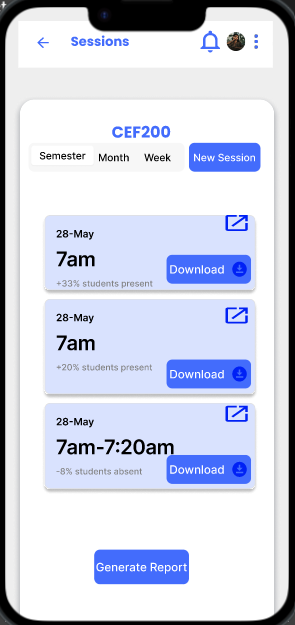 Sessions
CEF200
Semester Month Week New Session
28-May
7am
Download
+33% students present
28-May
7am
+20% students present
Download
28-May
7am-7:20am
Download
-8% students absent
Generate Report